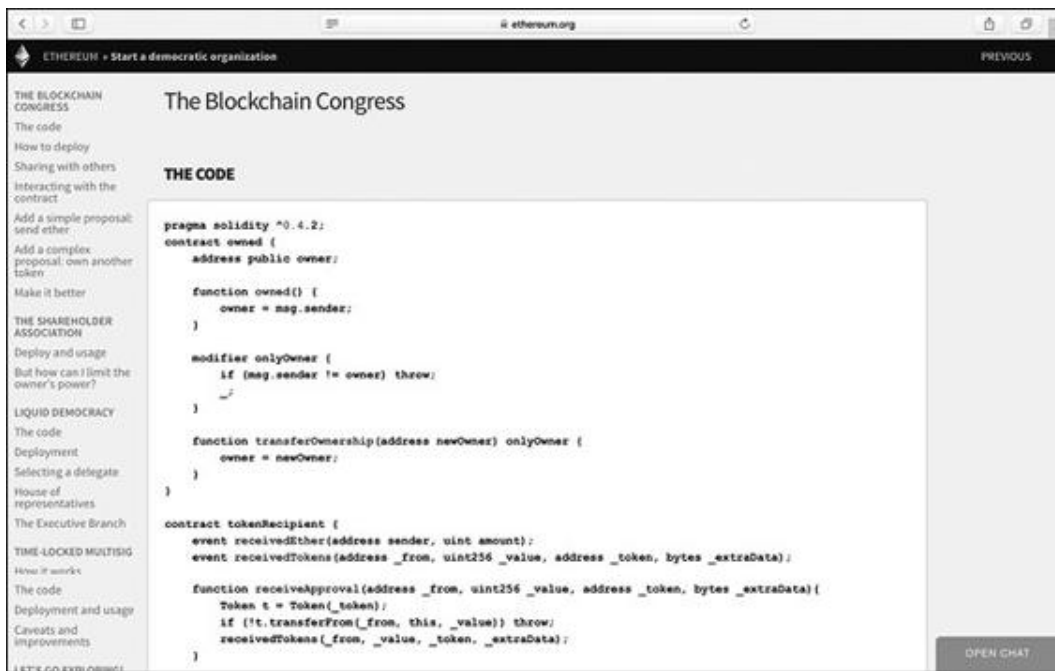 ethereum.org
ETHEREUM » Start a democratic organization
PREVIOUS
THE BLOCKCHAIN
CONGRESS
The code
How to deploy
Sharing with others
Interacting with the
contract
Add a simple proposal:
send ether
Add a complex
proposal: own another
token
Make it better
THE SHAREHOLDER
ASSOCIATION
Deploy and usage
But how can I limit the
owner's power?
LIQUID DEMOCRACY
The code
Deployment
Selecting a delegate
House of
representatives
The Executive Branch
TIME-LOCKED MULTISIG
How it works
The code
Deployment and usage
Caveats and
improvements
LET'S GO EXPLORING!
The Blockchain Congress
THE CODE
pragma solidity ^0.4.2;
contract owned {
address public owner;
function owned() {
owner = msg.sender;
}
modifier onlyOwner {
if (msg.sender != owner) throw;
_;
}
function transferOwnership(address newOwner) onlyOwner {
owner = newOwner;
}
}
contract tokenRecipient {
event receivedEther(address sender, uint amount);
event receivedTokens(address _from, uint256 _value, address _token, bytes _extraData);
function receiveApproval(address _from, uint256 _value, address _token, bytes _extraData){
Token t = Token(_token);
if (!t.transferFrom(_from, this, _value)) throw;
receivedTokens(_from, _value, _token, _extraData);
}
OPEN CHAT